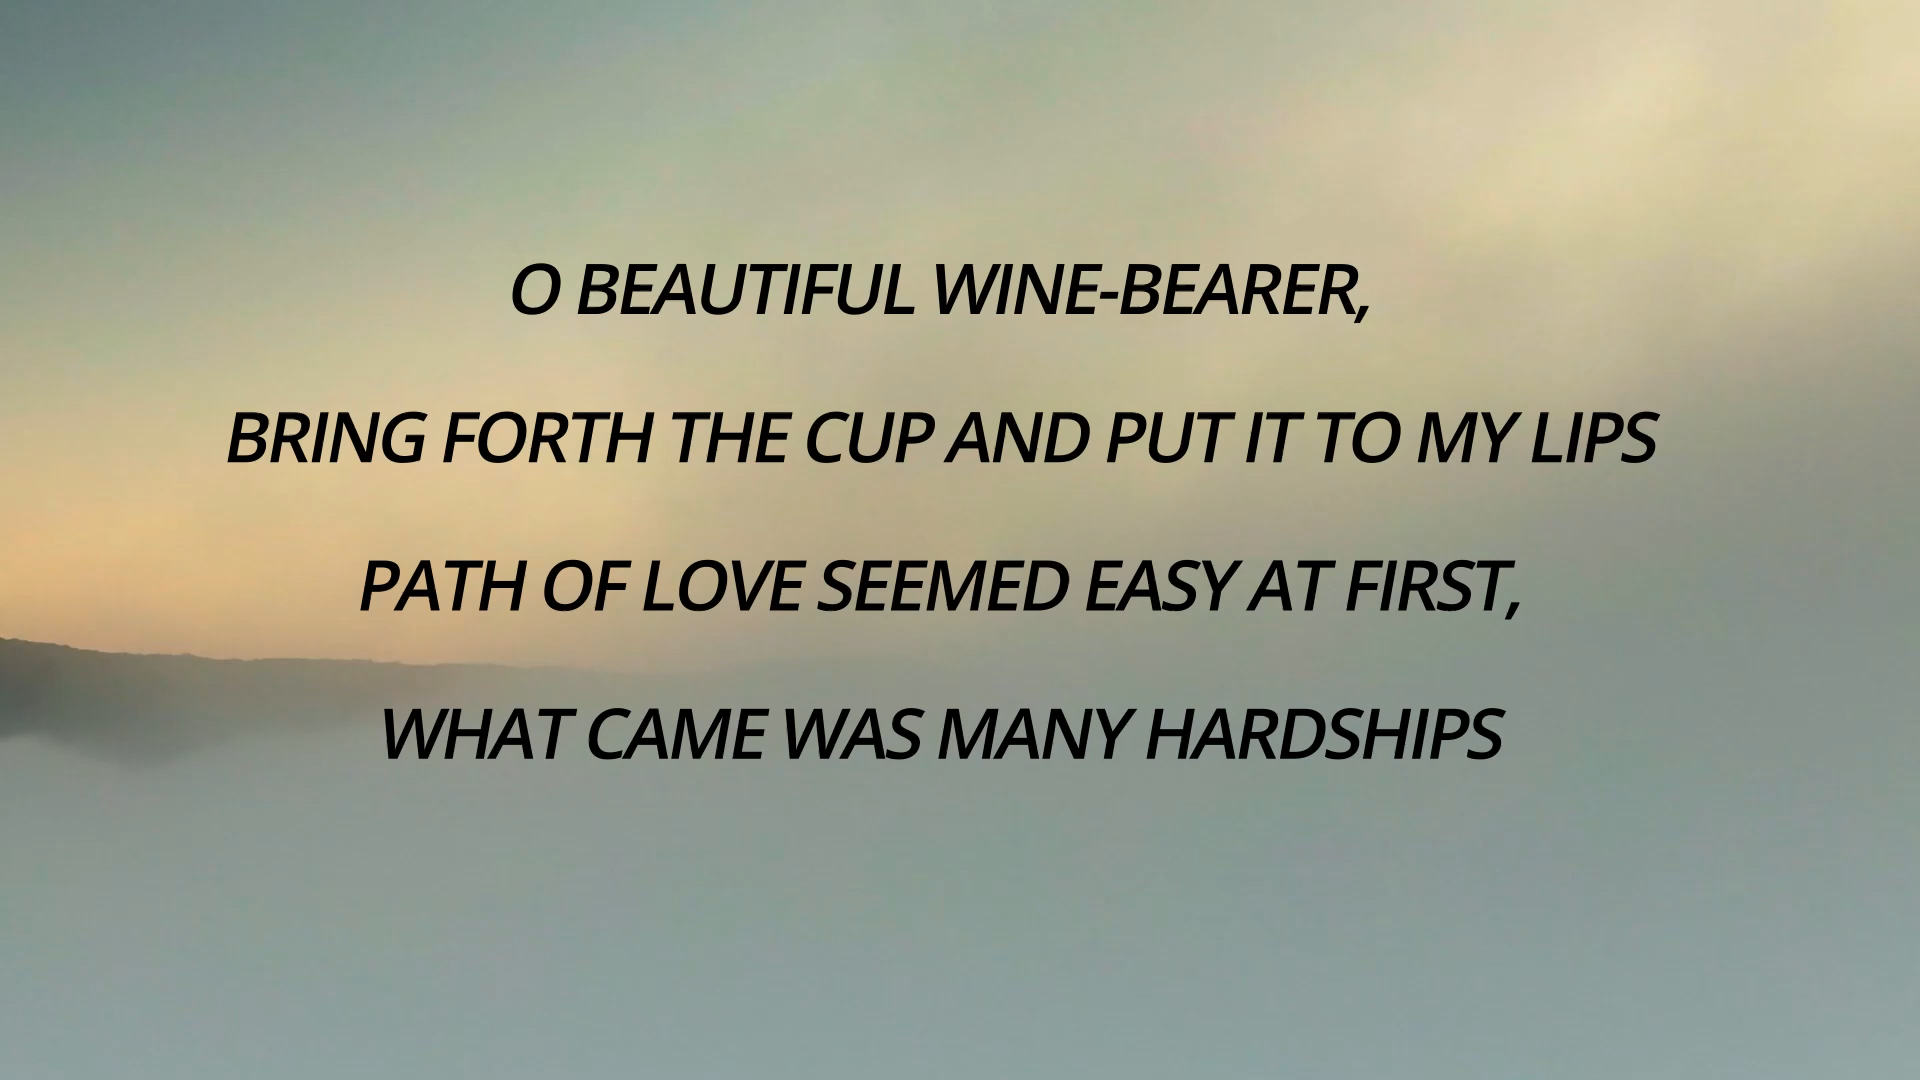 O BEAUTIFUL WINE-BEARER,
BRING FORTH THE CUP AND PUT IT TO MY LIPS
PATH OF LOVE SEEMED EASY AT FIRST,
WHAT CAME WAS MANY HARDSHIPS